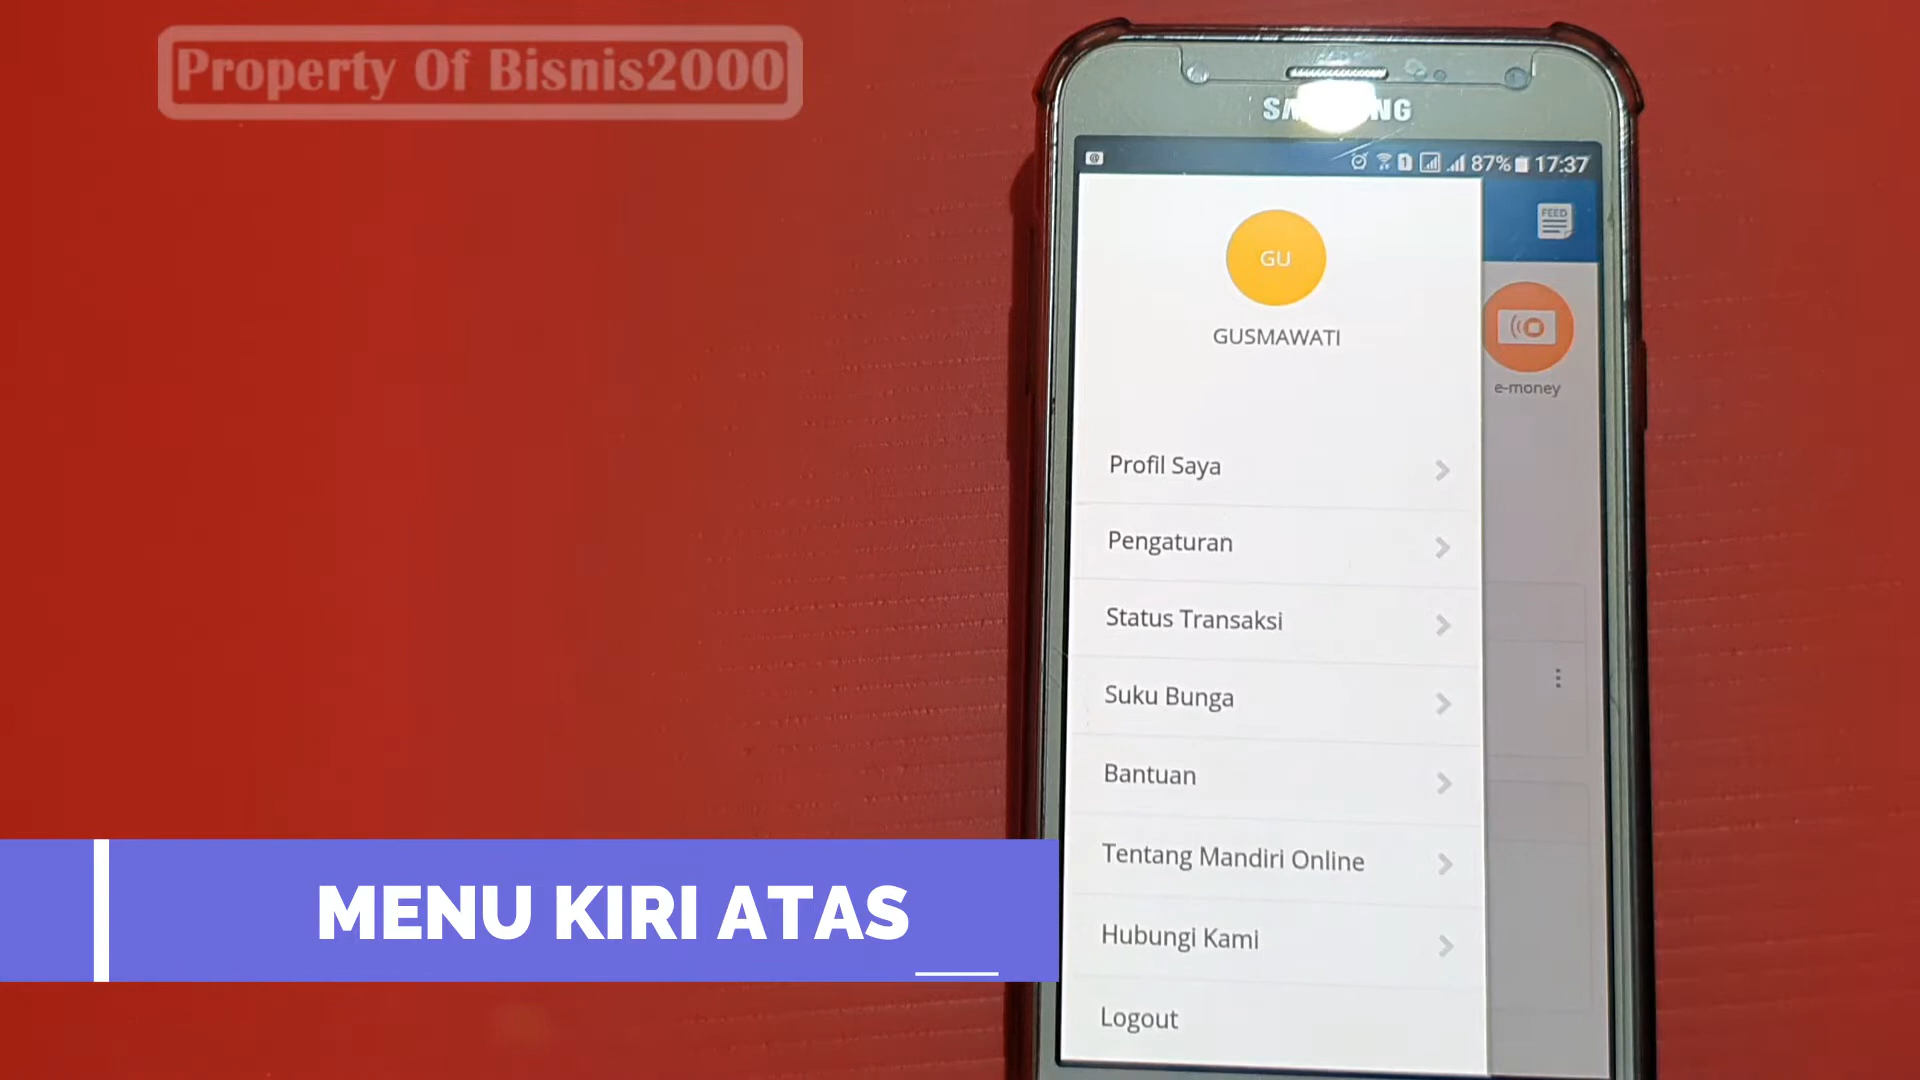 Property Of Bisnis2000
SAMSUNG
87% 17:37
FEED
GU
GUSMAWATI
e-money
Profil Saya
Pengaturan
Status Transaksi
Suku Bunga
Bantuan
Tentang Mandiri Online
Hubungi Kami
Logout
MENU KIRI ATAS